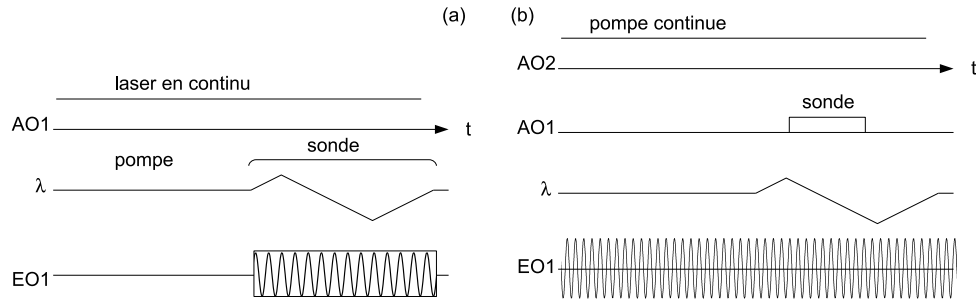 (a)
laser en continu
AO1
t
pompe
sonde
λ
EO1
(b)
pompe continue
AO2
t
sonde
AO1
λ
EO1